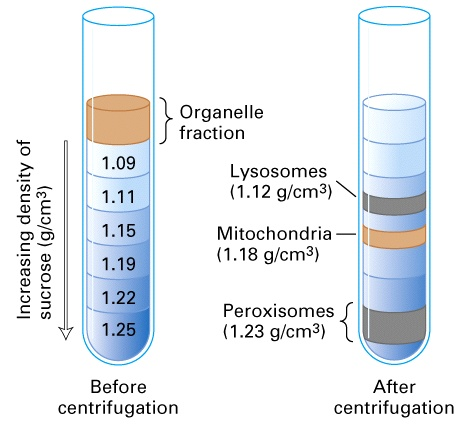 Increasing density of
sucrose (g/cm³)
Organelle
fraction
1.09
1.11
1.15
1.19
1.22
1.25
Before
centrifugation
Lysosomes
(1.12 g/cm³)
Mitochondria
(1.18 g/cm³)
Peroxisomes
(1.23 g/cm³)
After
centrifugation